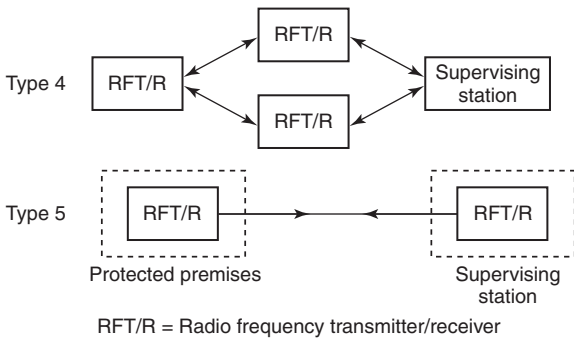 RFT/R
Type 4
RFT/R
Supervising
station
RFT/R
Type 5
RFT/R
RFT/R
Protected premises
Supervising
station
RFT/R = Radio frequency transmitter/receiver